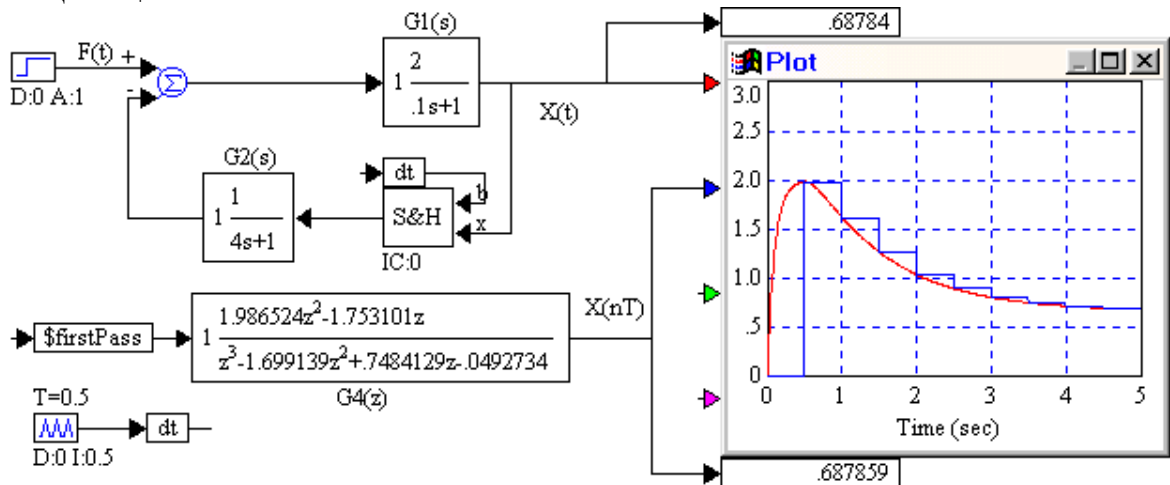 G1(s)
.68784
F(t) +
-
Σ
1 2
.1s+1
D:0 A:1
X(t)
Plot
3.0
2.5
2.0
1.5
1.0
.5
0
0 1 2 3 4 5
Time (sec)
G2(s)
1 1
4s+1
dt
b
S&H
x
IC:0
X(nT)
$firstPass
1 1.986524z²-1.753101z
z³-1.699139z²+.7484129z-.0492734
G4(z)
T=0.5
dt
D:0 I:0.5
.687859